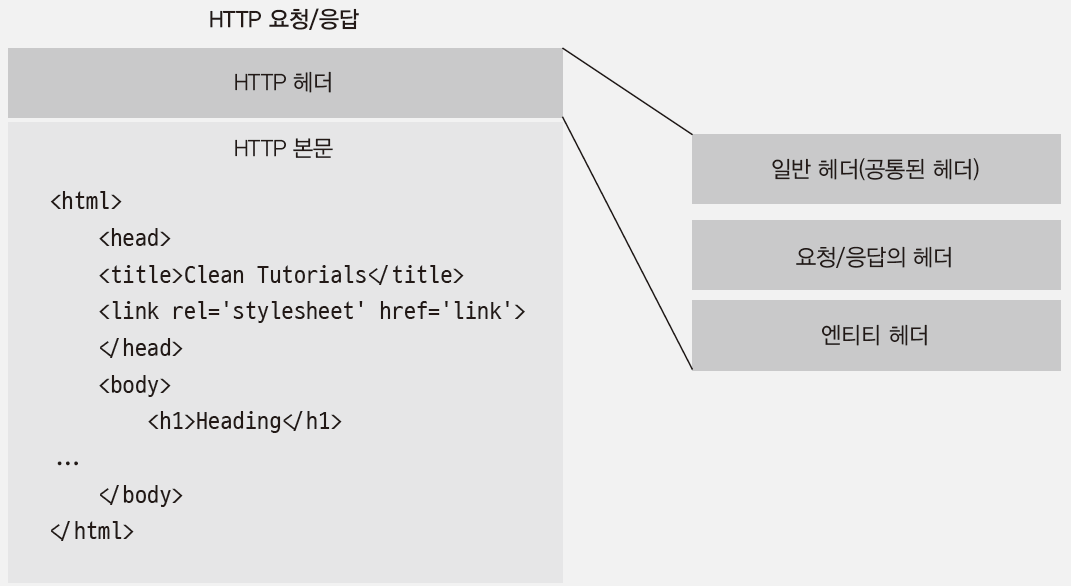 HTTP 요청/응답
HTTP 헤더
HTTP 본문
<html>
<head>
<title>Clean Tutorials</title>
<link rel='stylesheet' href='link'>
</head>
<body>
<h1>Heading</h1>
...
</body>
</html>
일반 헤더(공통된 헤더)
요청/응답의 헤더
엔티티 헤더